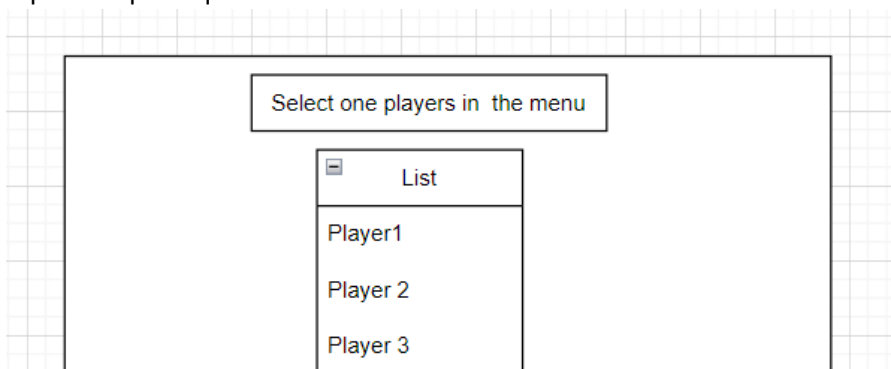 Select one players in  the menu
List
Player1
Player 2
Player 3